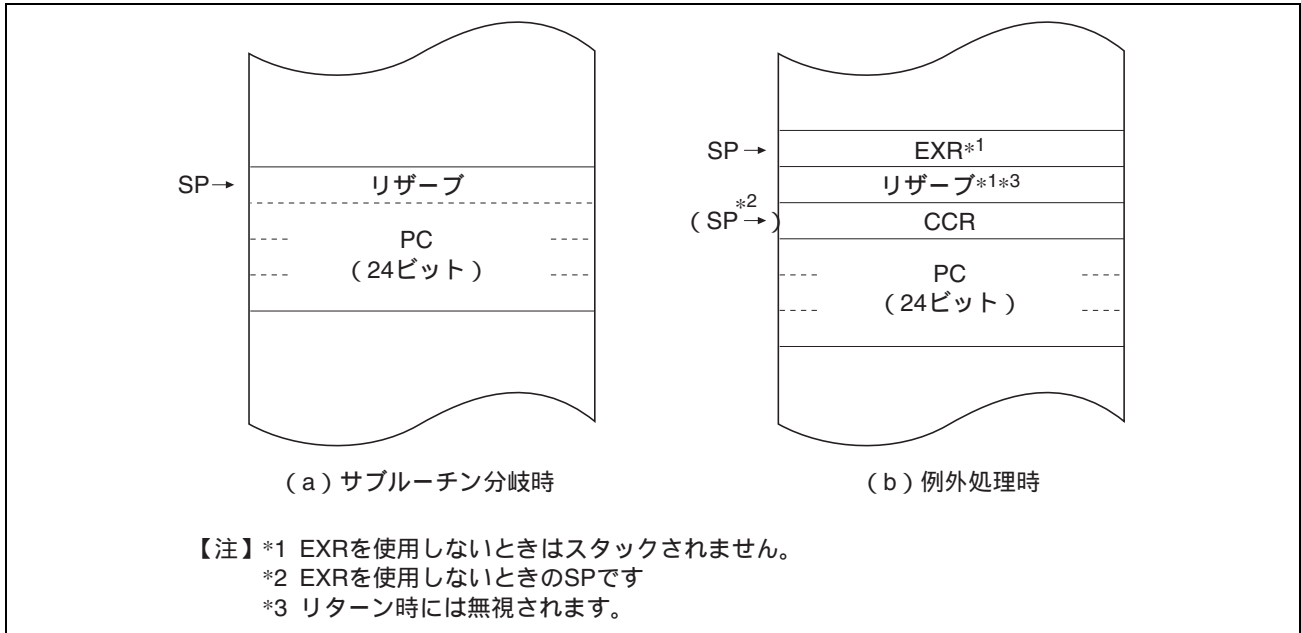 SP→
リザーブ
PC
(24ビット)
(a)サブルーチン分岐時
SP→
EXR*1
リザーブ*1*3
(SP→*2)
CCR
PC
(24ビット)
(b)例外処理時
【注】*1 EXRを使用しないときはスタックされません。
*2 EXRを使用しないときのSPです
*3 リターン時には無視されます。